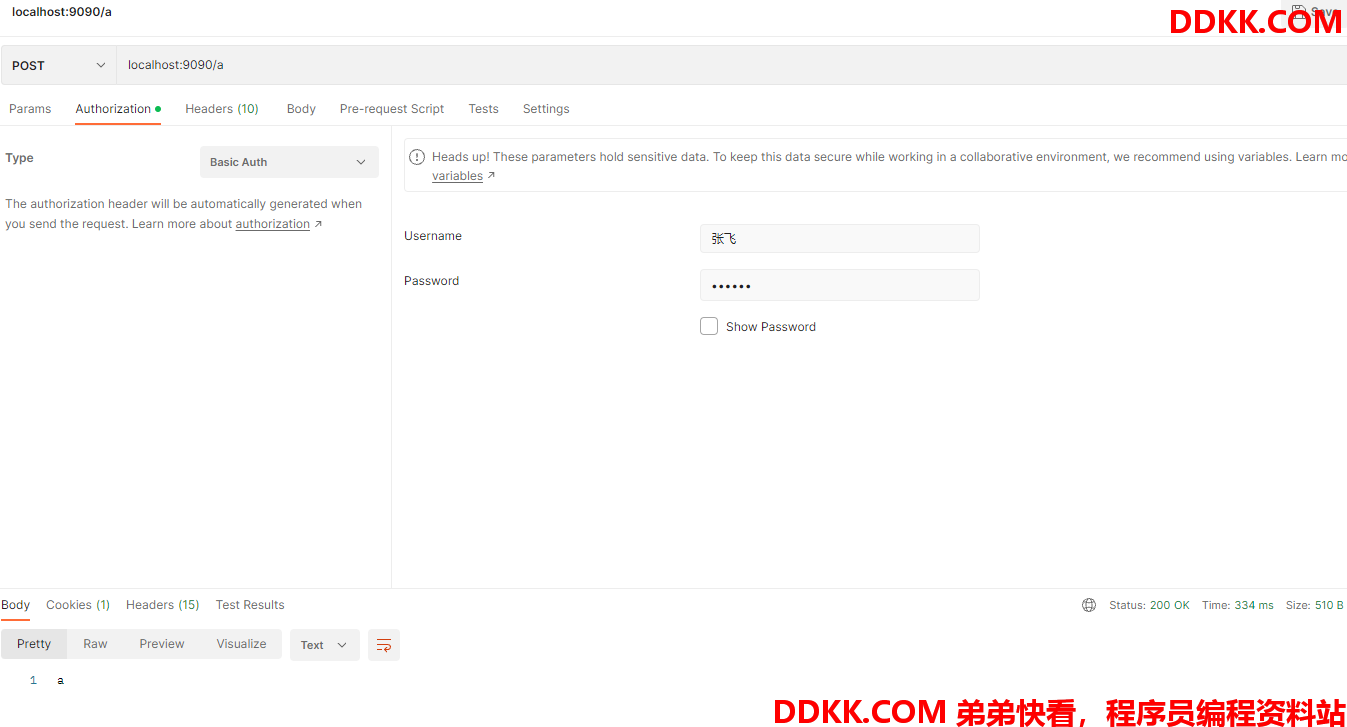 localhost:9090/a
Save
DDKK.COM
POST
localhost:9090/a
Params
Authorization
Headers (10)
Body
Pre-request Script
Tests
Settings
Type
Basic Auth
The authorization header will be automatically generated when
you send the request. Learn more about authorization ↗
Heads up! These parameters hold sensitive data. To keep this data secure while working in a collaborative environment, we recommend using variables. Learn mo
variables ↗
Username
张飞
Password
••••••
Show Password
Body
Cookies (1)
Headers (15)
Test Results
Status: 200 OK
Time: 334 ms
Size: 510 B
Pretty
Raw
Preview
Visualize
Text
1
a
DDKK.COM 弟弟快看，程序员编程资料站